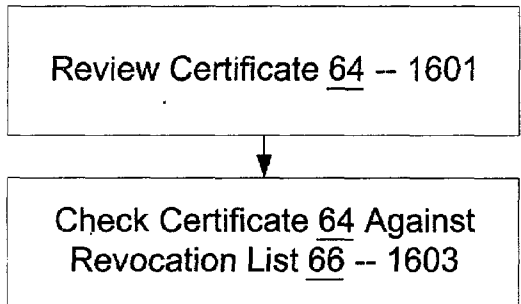 Review Certificate 64 -- 1601
Check Certificate 64 Against
Revocation List 66 -- 1603